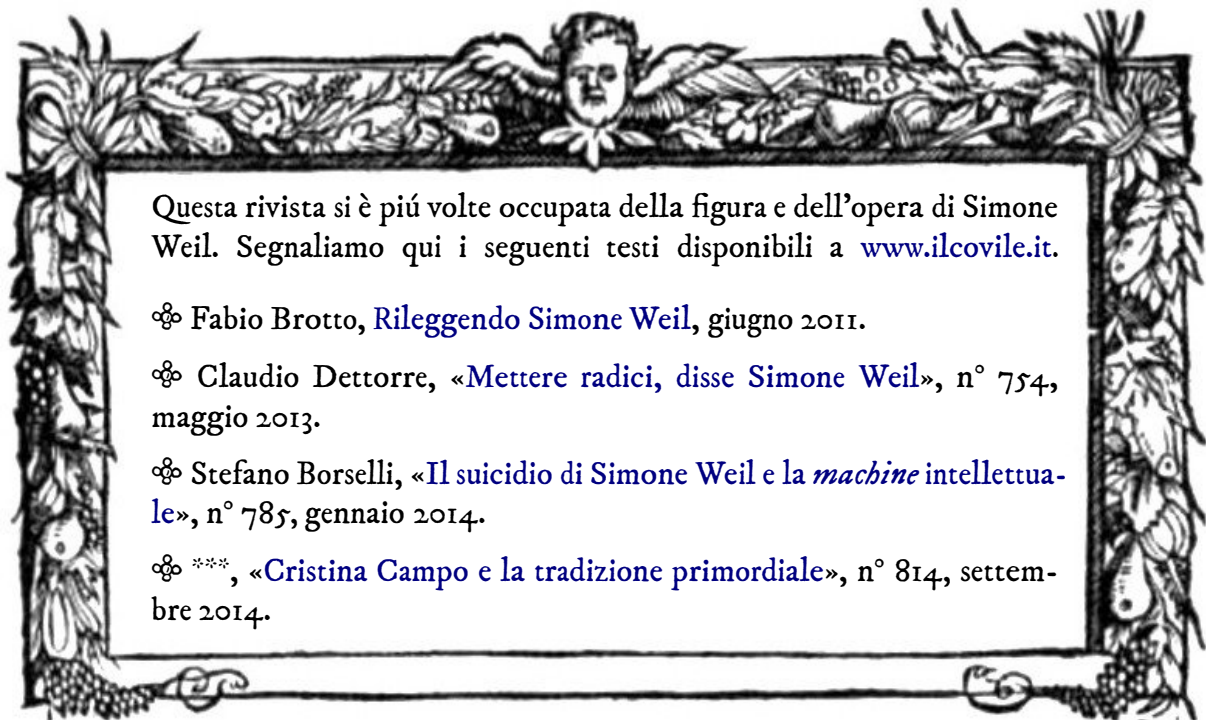 Questa rivista si è piú volte occupata della figura e dell’opera di Simone
Weil. Segnaliamo qui i seguenti testi disponibili a www.ilcovile.it.
Fabio Brotto, Rileggendo Simone Weil, giugno 2011.
Claudio Dettorre, «Mettere radici, disse Simone Weil», n° 754,
maggio 2013.
Stefano Borselli, «Il suicidio di Simone Weil e la machine intellettua-
le», n° 785, gennaio 2014.
***, «Cristina Campo e la tradizione primordiale», n° 814, settem-
bre 2014.